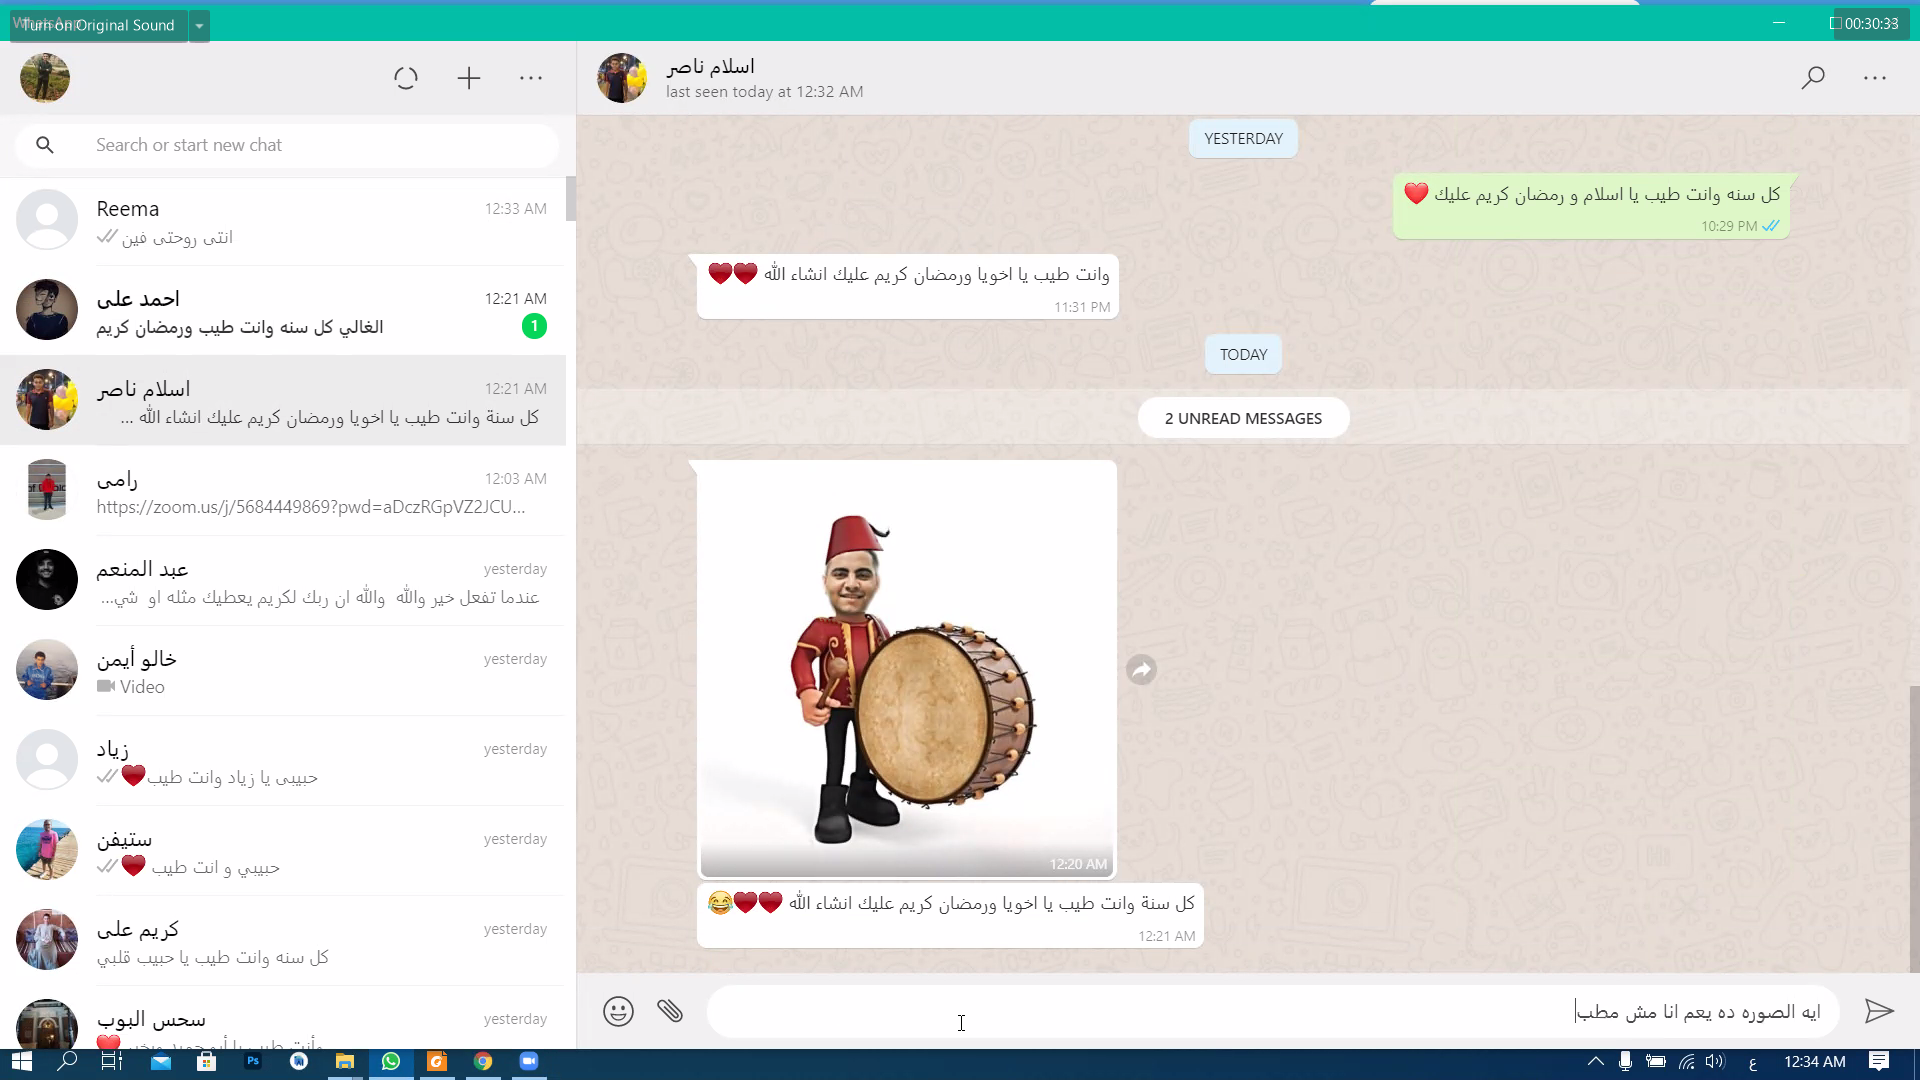 WhatsApp
Turn on Original Sound
00:30:33
Search or start new chat
Reema
12:33 AM
انتى روحتى فين
احمد على
12:21 AM
الغالي كل سنه وانت طيب ورمضان كريم
1
اسلام ناصر
12:21 AM
كل سنة وانت طيب يا اخويا ورمضان كريم عليك انشاء الله ...
رامى
12:03 AM
https://zoom.us/j/5684449869?pwd=aDczRGpVZ2JCU...
عبد المنعم
yesterday
عندما تفعل خير والله والله ان ربك لكريم يعطيك مثله او شي...
خالو أيمن
yesterday
Video
زياد
yesterday
حبيبى يا زياد وانت طيب❤
ستيفن
yesterday
حبيبي و انت طيب ❤
كريم على
yesterday
كل سنه وانت طيب يا حبيب قلبي
سحس البوب
yesterday
اسلام ناصر
last seen today at 12:32 AM
YESTERDAY
كل سنه وانت طيب يا اسلام و رمضان كريم عليك ❤
10:29 PM
وانت طيب يا اخويا ورمضان كريم عليك انشاء الله ❤❤
11:31 PM
TODAY
2 UNREAD MESSAGES
12:20 AM
كل سنة وانت طيب يا اخويا ورمضان كريم عليك انشاء الله ❤❤😂
12:21 AM
ايه الصوره ده يعم انا مش مطب
Ps
ع
12:34 AM